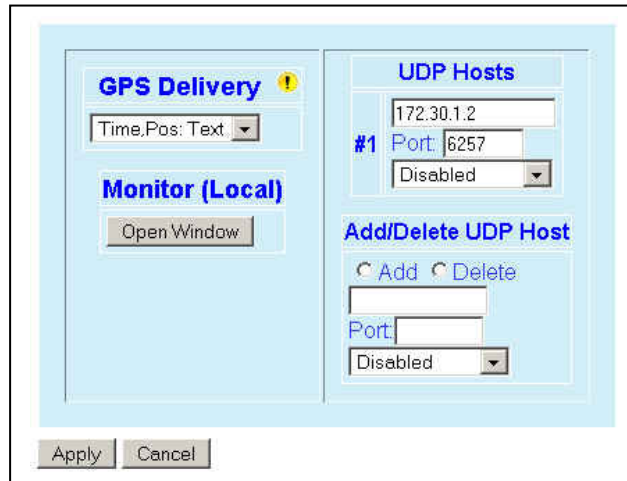 GPS Delivery !
Time,Pos: Text
Monitor (Local)
Open Window
UDP Hosts
172.30.1.2
#1 Port: 6257
Disabled
Add/Delete UDP Host
Add Delete
Port:
Disabled
Apply Cancel